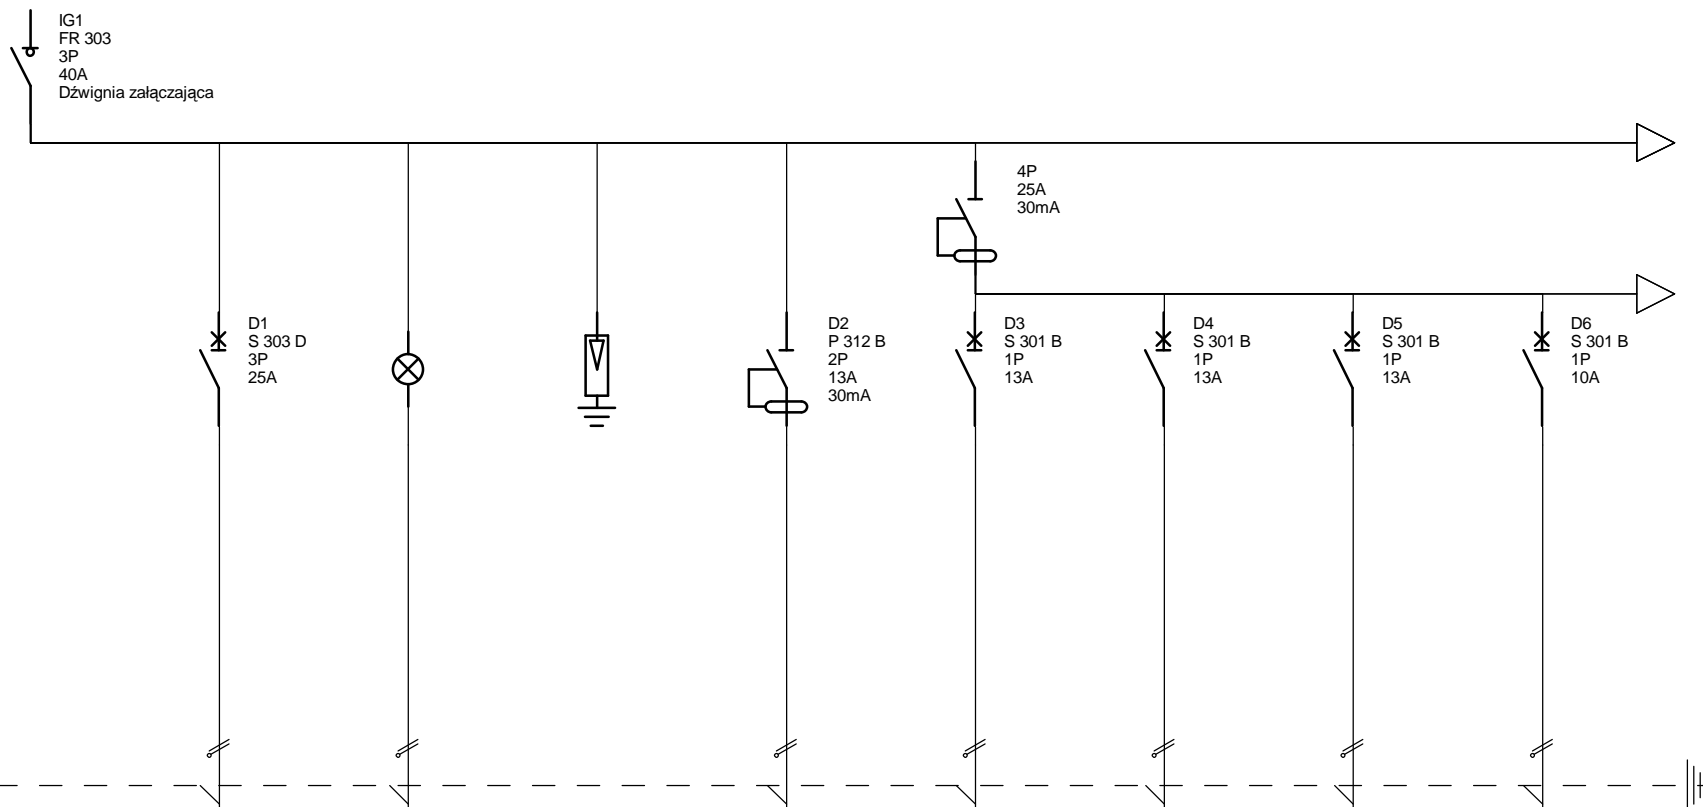 IG1
FR 303
3P
40A
Dźwignia załączająca
4P
25A
30mA
D1
S 303 D
3P
25A
D2
P 312 B
2P
13A
30mA
D3
S 301 B
1P
13A
D4
S 301 B
1P
13A
D5
S 301 B
1P
13A
D6
S 301 B
1P
10A